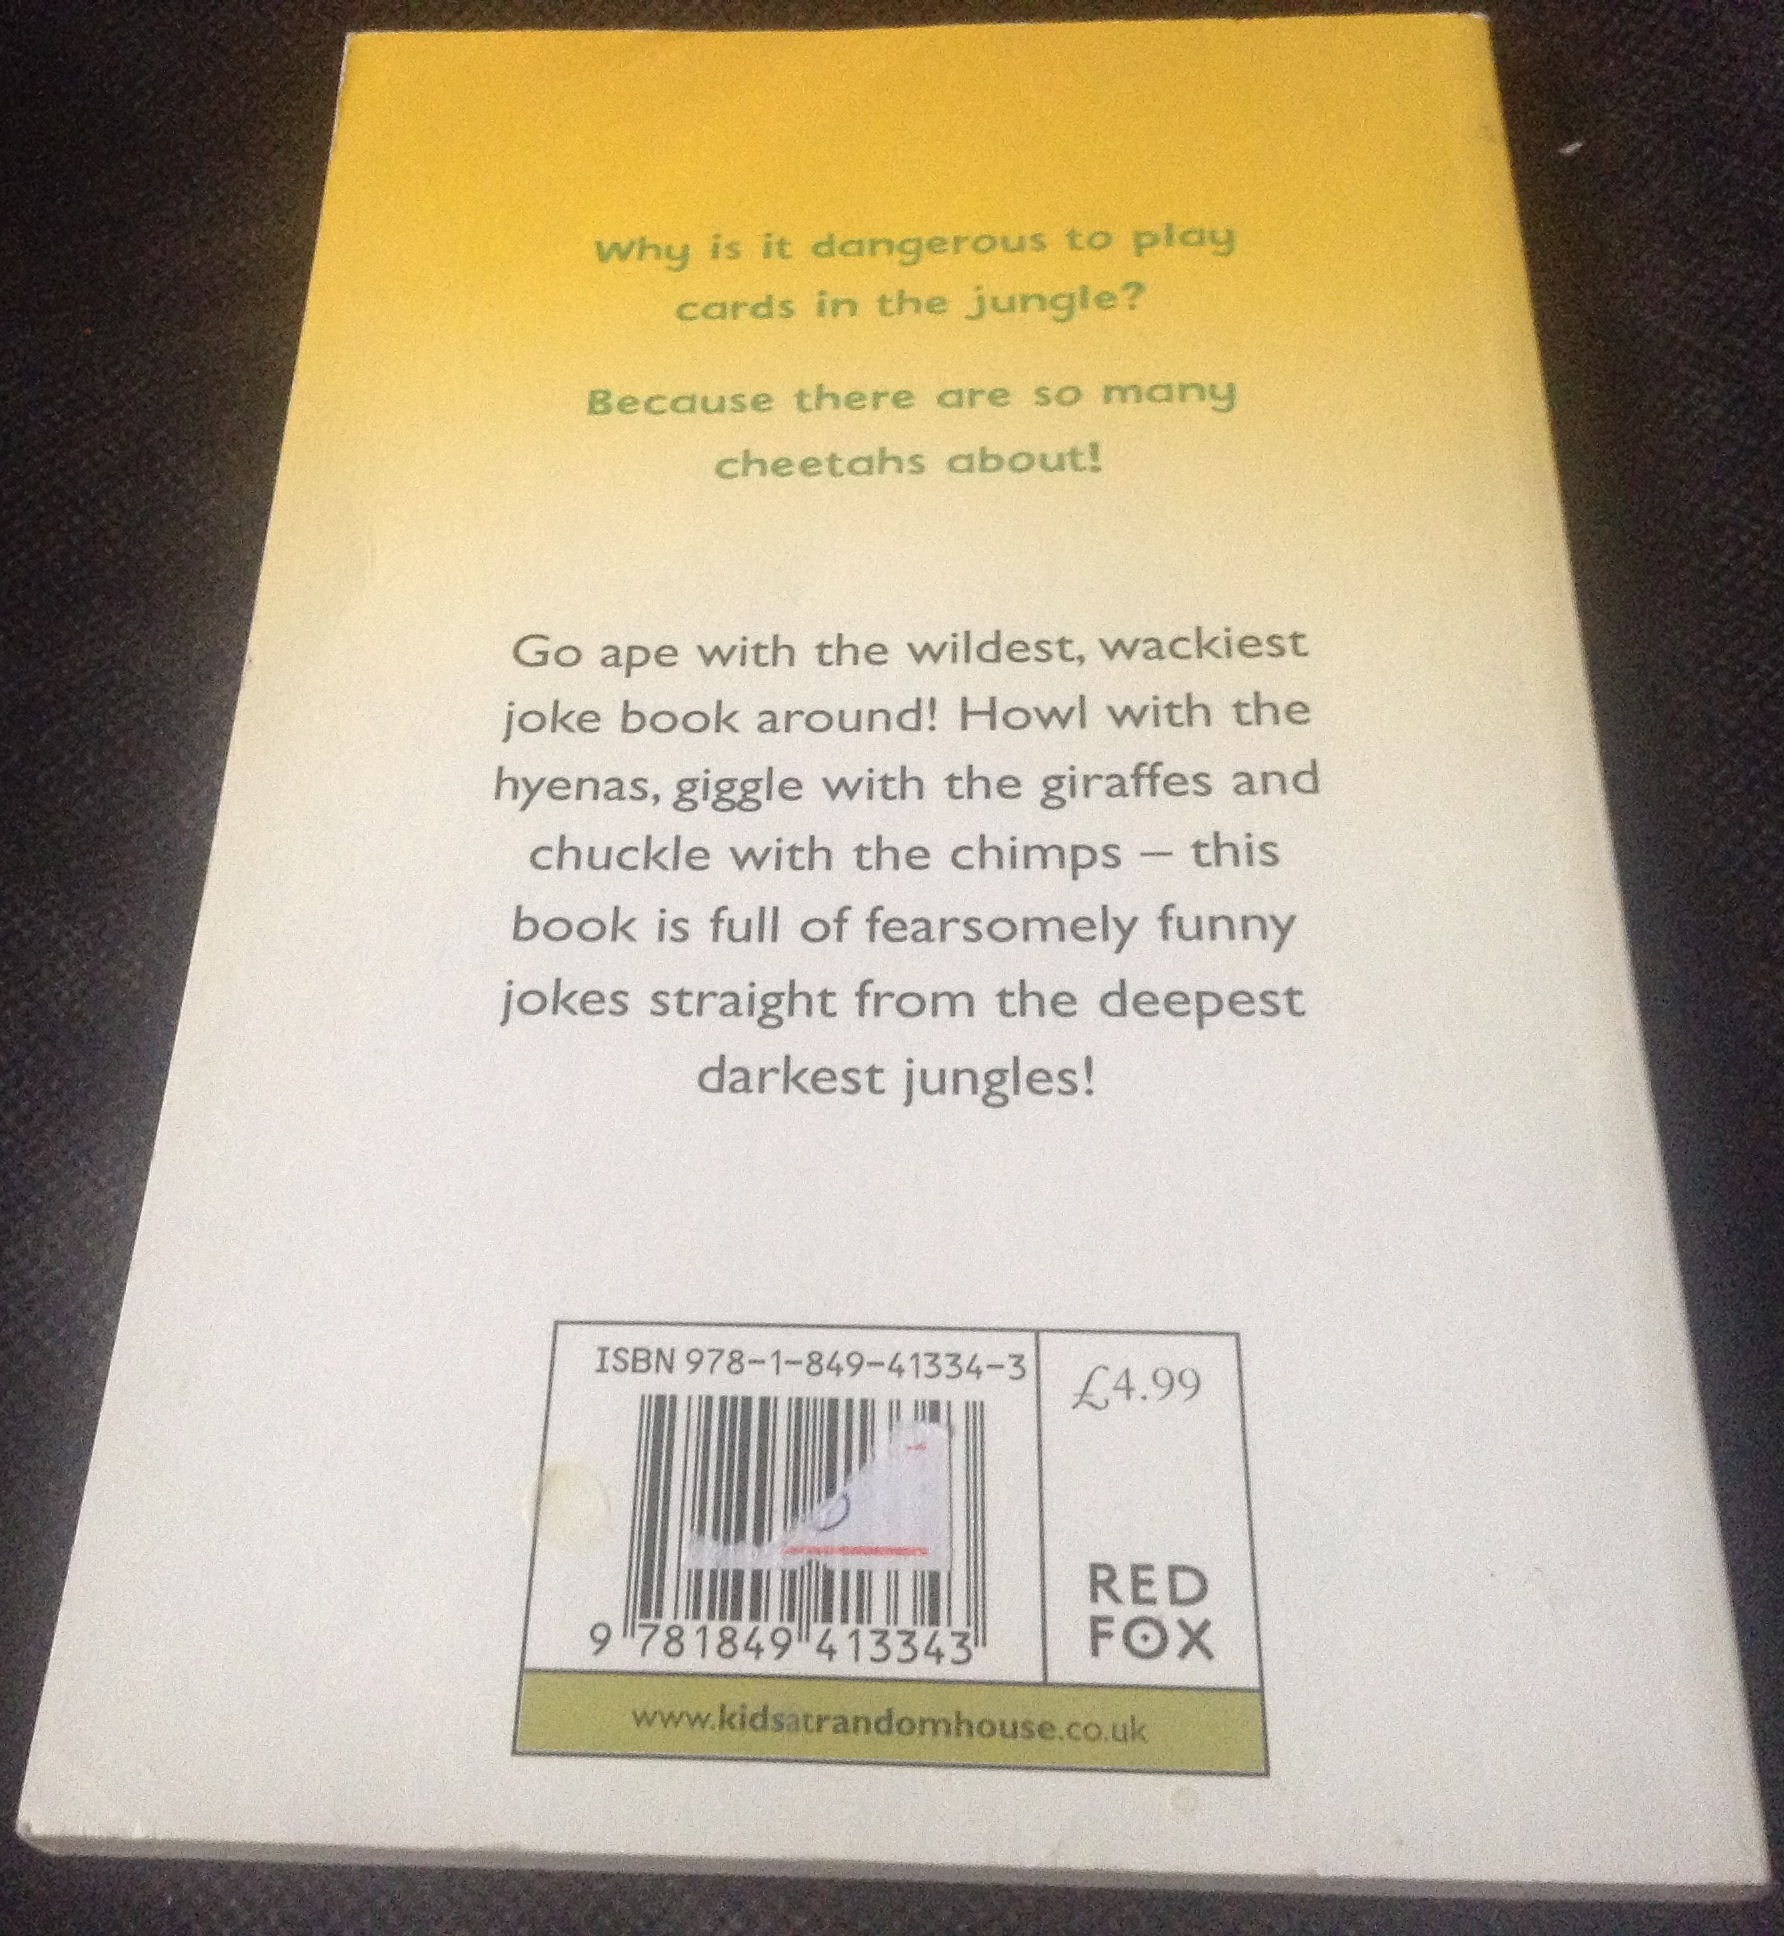 Why is it dangerous to play
cards in the jungle?
Because there are so many
cheetahs about!
Go ape with the wildest, wackiest
joke book around! Howl with the
hyenas, giggle with the giraffes and
chuckle with the chimps – this
book is full of fearsomely funny
jokes straight from the deepest
darkest jungles!
ISBN 978-1-849-41334-3
£4.99
RED
FOX
9 781849 413343
www.kidsatrandomhouse.co.uk